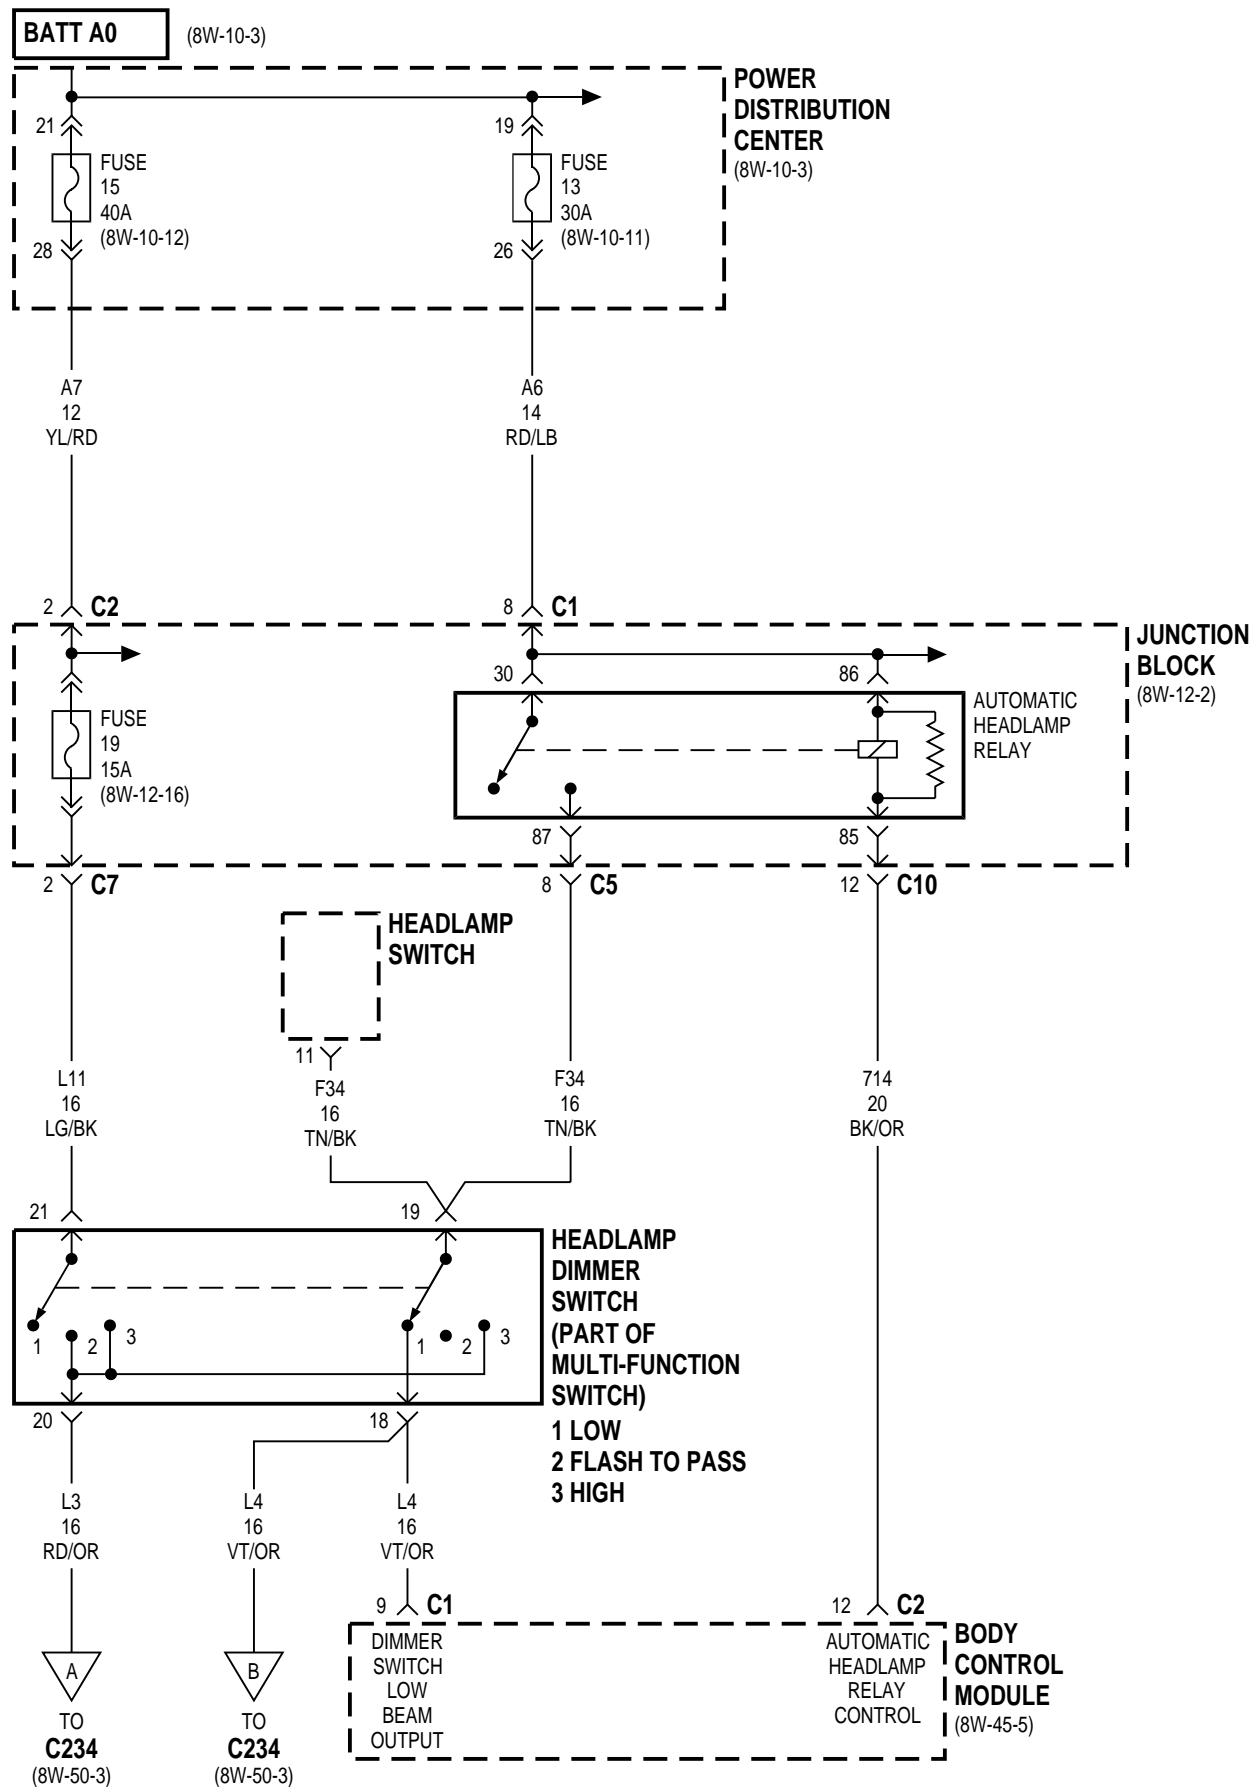 BATT A0
(8W-10-3)
POWER
DISTRIBUTION
CENTER
(8W-10-3)
21
FUSE
15
40A
(8W-10-12)
28
19
FUSE
13
30A
(8W-10-11)
26
A7
12
YL/RD
A6
14
RD/LB
2 C2
8 C1
JUNCTION
BLOCK
(8W-12-2)
30
86
AUTOMATIC
HEADLAMP
RELAY
FUSE
19
15A
(8W-12-16)
87
85
2 C7
8 C5
12 C10
HEADLAMP
SWITCH
11
F34
16
TN/BK
L11
16
LG/BK
F34
16
TN/BK
714
20
BK/OR
21
19
HEADLAMP
DIMMER
SWITCH
(PART OF
MULTI-FUNCTION
SWITCH)
1 LOW
2 FLASH TO PASS
3 HIGH
1 2 3
1 2 3
20
18
L3
16
RD/OR
L4
16
VT/OR
L4
16
VT/OR
9 C1
12 C2
DIMMER
SWITCH
LOW
BEAM
OUTPUT
AUTOMATIC
HEADLAMP
RELAY
CONTROL
BODY
CONTROL
MODULE
(8W-45-5)
A
TO
C234
(8W-50-3)
B
TO
C234
(8W-50-3)